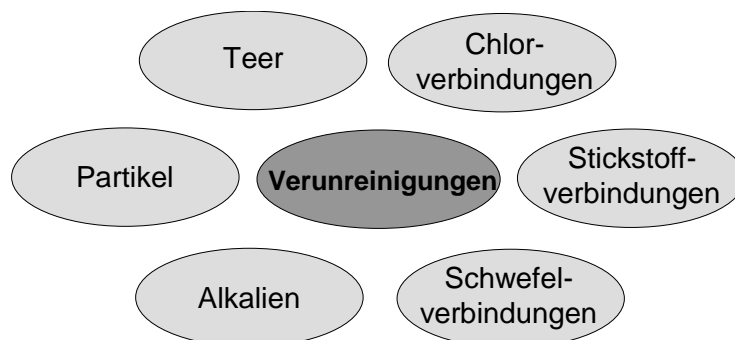 Teer
Chlor-
verbindungen
Partikel
Verunreinigungen
Stickstoff-
verbindungen
Alkalien
Schwefel-
verbindungen